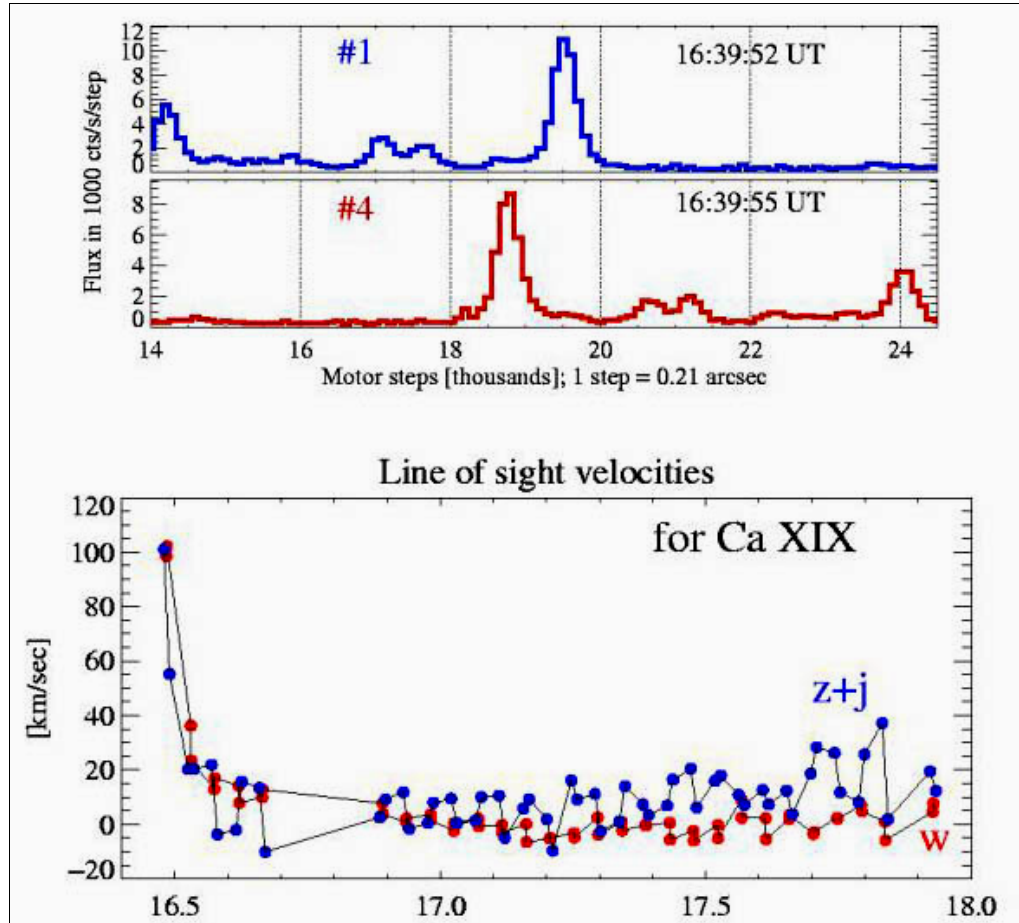 12
10
8
6
4
2
0
#1
16:39:52 UT
Flux in 1000 cts/s/step
8
6
4
2
0
#4
16:39:55 UT
14 16 18 20 22 24
Motor steps [thousands]; 1 step = 0.21 arcsec
Line of sight velocities
120
100
80
60
40
20
0
−20
[km/sec]
for Ca XIX
z+j
w
16.5 17.0 17.5 18.0